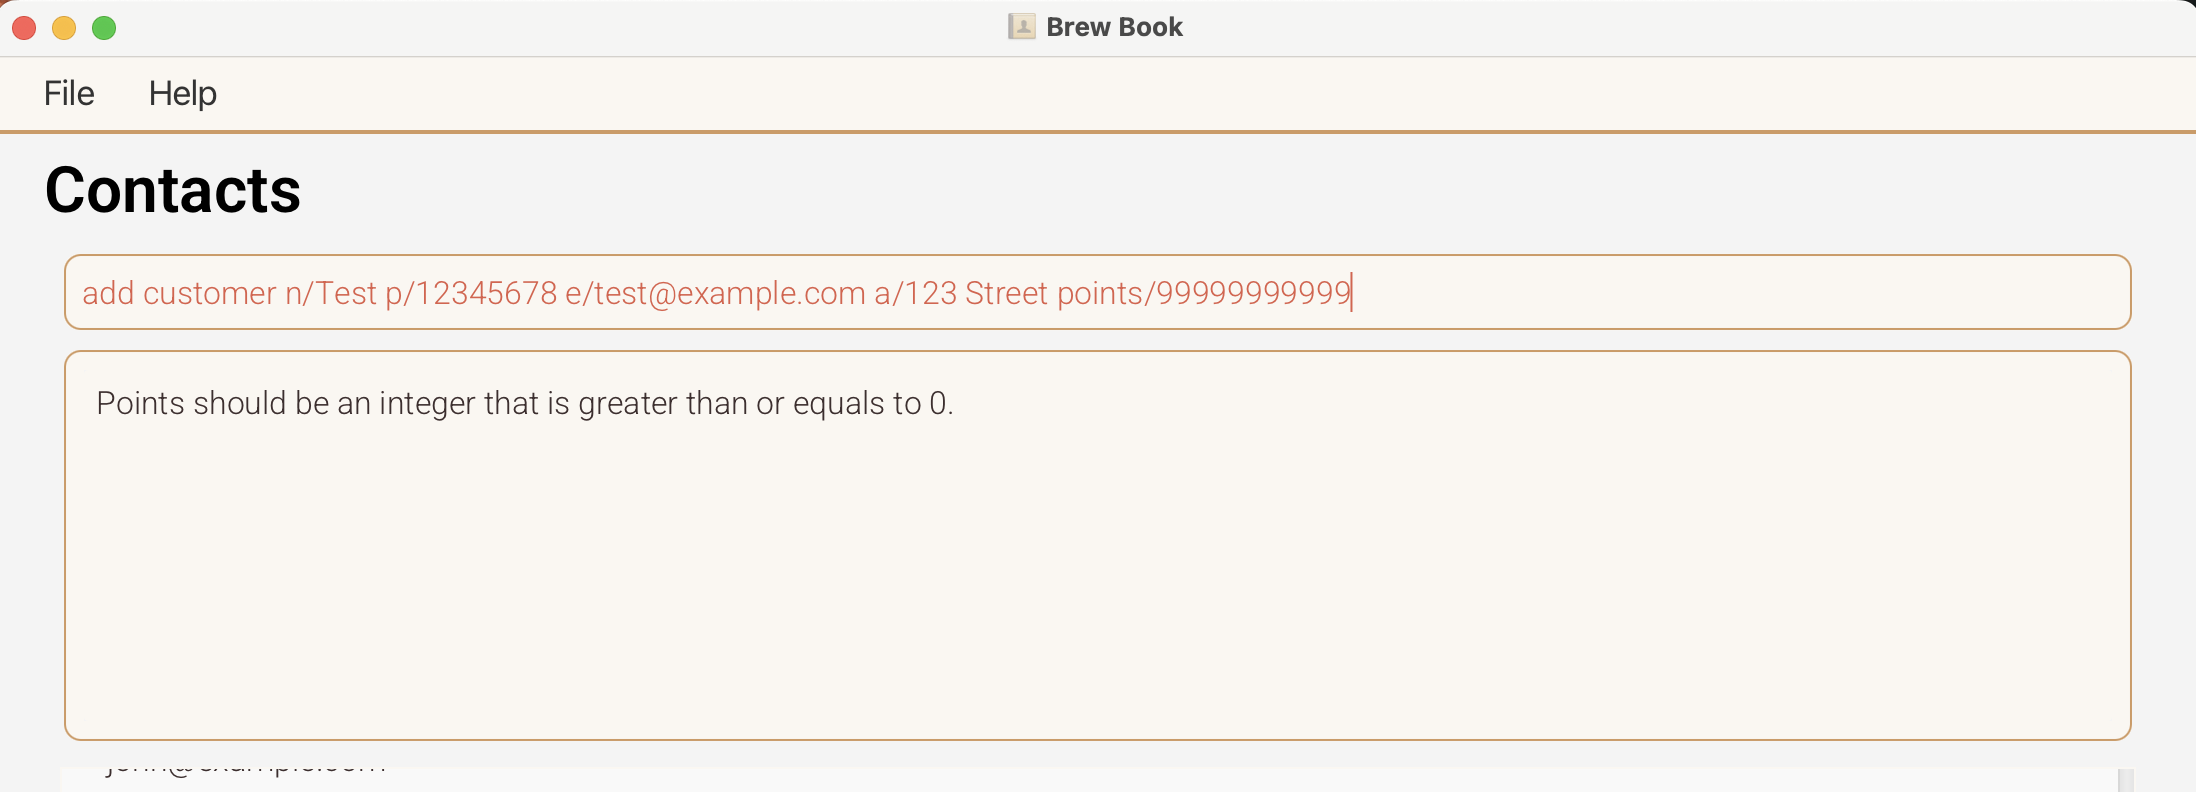 Brew Book
File Help
Contacts
add customer n/Test p/12345678 e/test@example.com a/123 Street points/99999999999
Points should be an integer that is greater than or equals to 0.